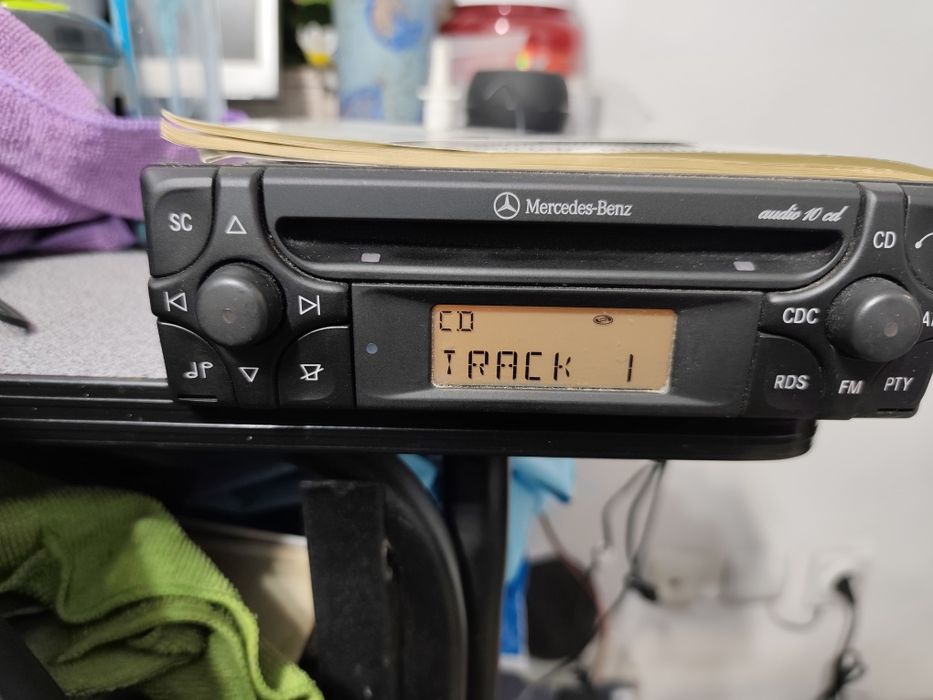 Mercedes-Benz
audio 10 cd
SC
CD
CDC
CD
TRACK 1
RDS
FM
PTY